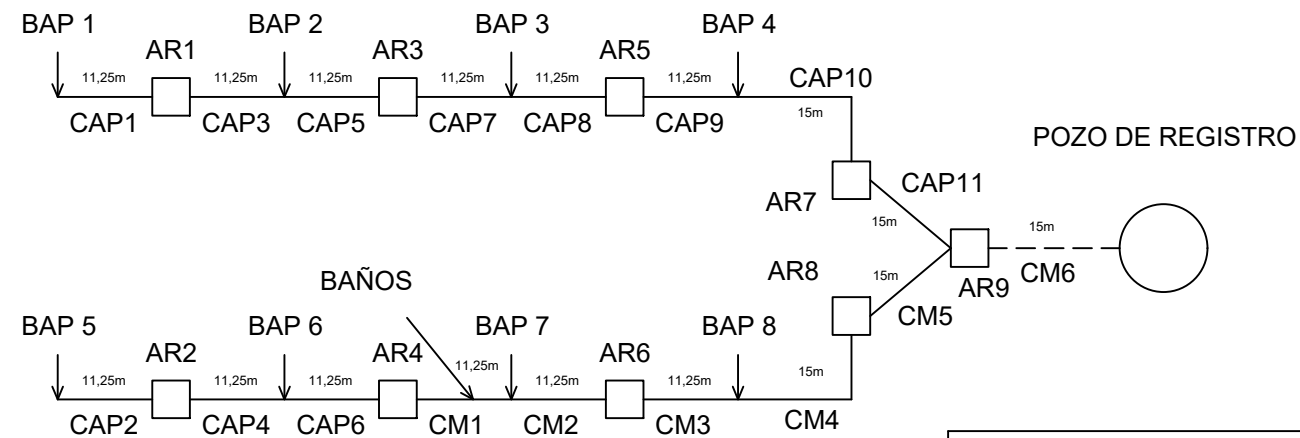 BAP 1
BAP 2
BAP 3
BAP 4
AR1
AR3
AR5
11,25m
11,25m
11,25m
11,25m
11,25m
11,25m
CAP10
CAP1
CAP3
CAP5
CAP7
CAP8
CAP9
15m
POZO DE REGISTRO
AR7
CAP11
15m
15m
AR8
15m
AR9
CM6
BAÑOS
CM5
BAP 5
BAP 6
BAP 7
BAP 8
AR2
AR4
AR6
11,25m
11,25m
11,25m
11,25m
11,25m
11,25m
15m
CAP2
CAP4
CAP6
CM1
CM2
CM3
CM4